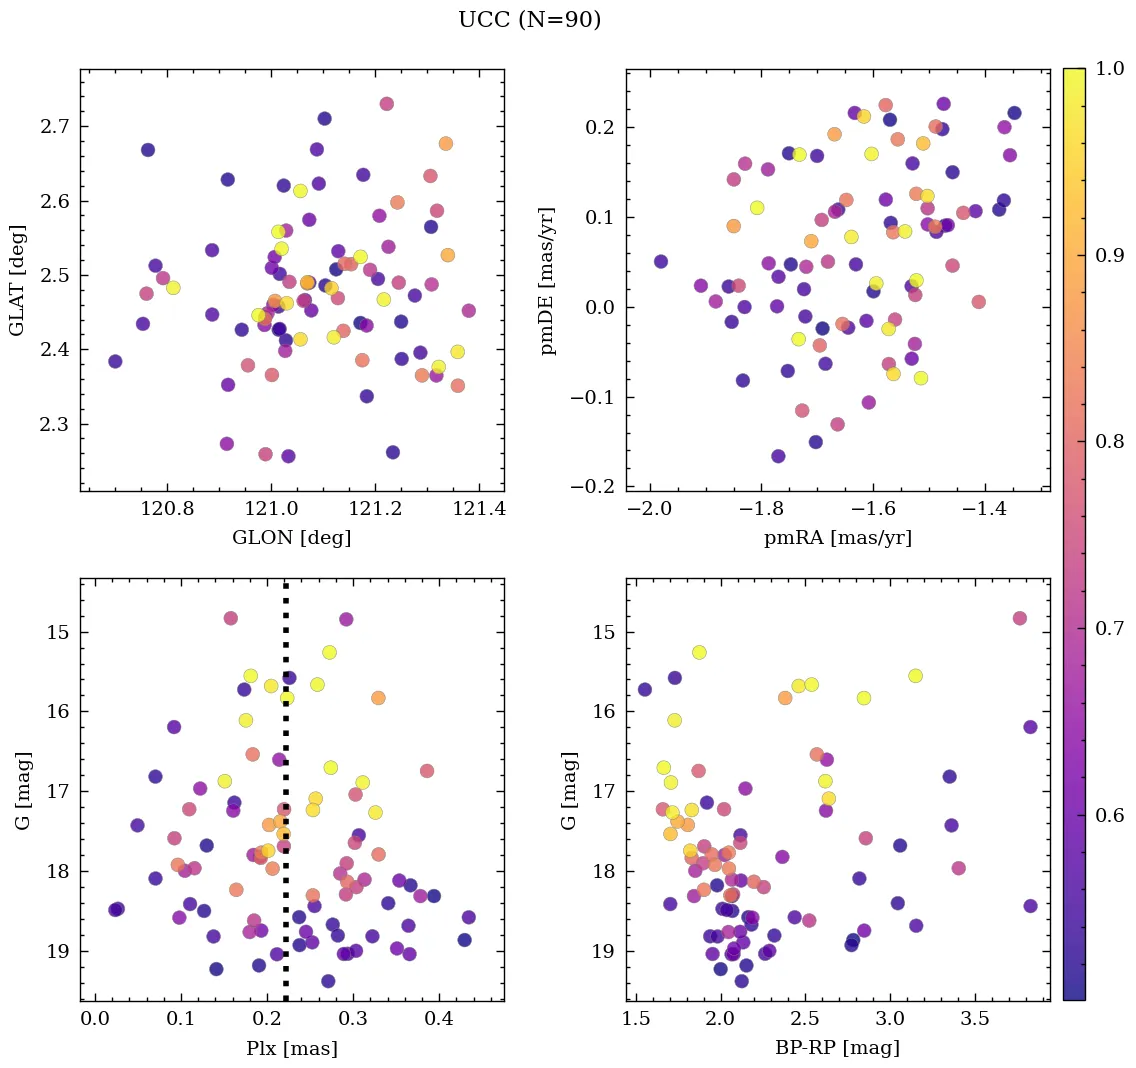 UCC (N=90)
2.7
2.6
2.5
2.4
2.3
GLAT [deg]
120.8 121.0 121.2 121.4
GLON [deg]
0.2
0.1
0.0
−0.1
−0.2
pmDE [mas/yr]
−2.0 −1.8 −1.6 −1.4
pmRA [mas/yr]
1.0
0.9
0.8
0.7
0.6
15
16
17
18
19
G [mag]
0.0 0.1 0.2 0.3 0.4
Plx [mas]
15
16
17
18
19
G [mag]
1.5 2.0 2.5 3.0 3.5
BP-RP [mag]